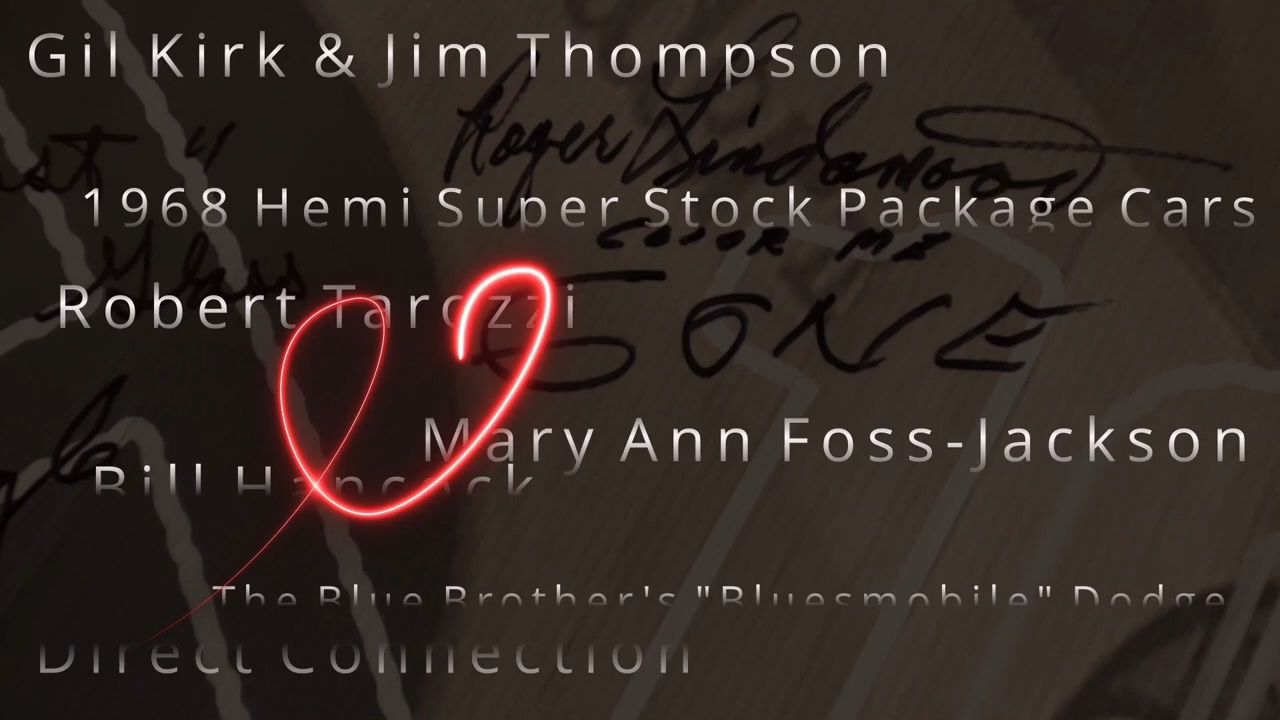 Gil Kirk & Jim Thompson
Roger Lindamood
1968 Hemi Super Stock Package Cars
COLOR ME
GONE
Robert Tarozzi
Mary Ann Foss-Jackson
Bill Hancock
The Blue Brother's "Bluesmobile" Dodge
Direct Connection